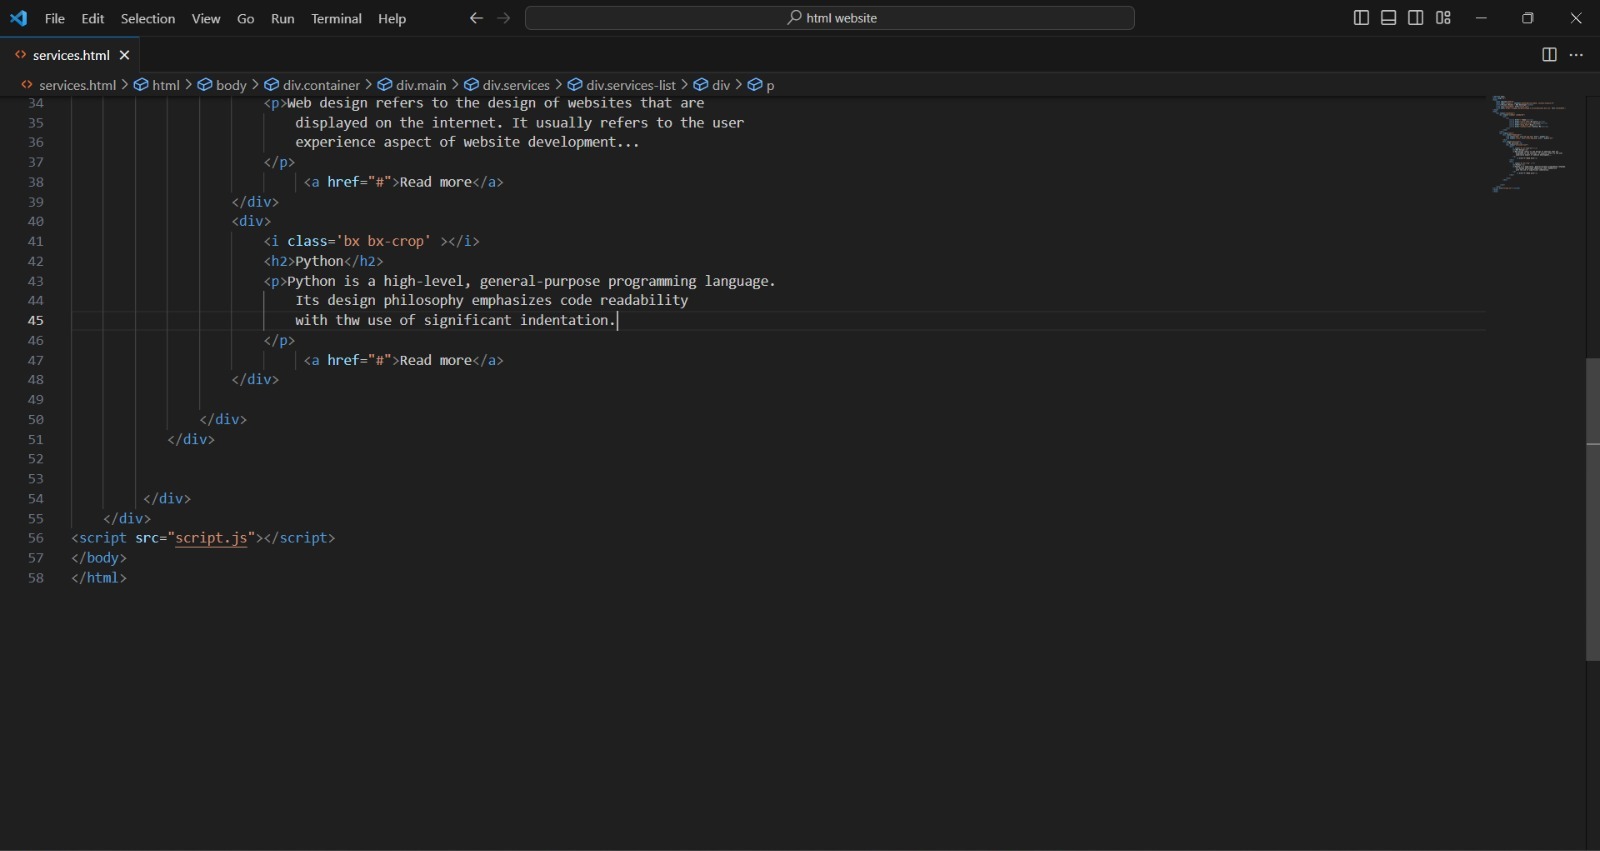 File Edit Selection View Go Run Terminal Help html website
services.html
services.html > html > body > div.container > div.main > div.services > div.services-list > div > p
34 <p>Web design refers to the design of websites that are
35 displayed on the internet. It usually refers to the user
36 experience aspect of website development...
37 </p>
38 <a href="#">Read more</a>
39 </div>
40 <div>
41 <i class='bx bx-crop' ></i>
42 <h2>Python</h2>
43 <p>Python is a high-level, general-purpose programming language.
44 Its design philosophy emphasizes code readability
45 with thw use of significant indentation.
46 </p>
47 <a href="#">Read more</a>
48 </div>
49
50 </div>
51 </div>
52
53
54 </div>
55 </div>
56 <script src="script.js"></script>
57 </body>
58 </html>